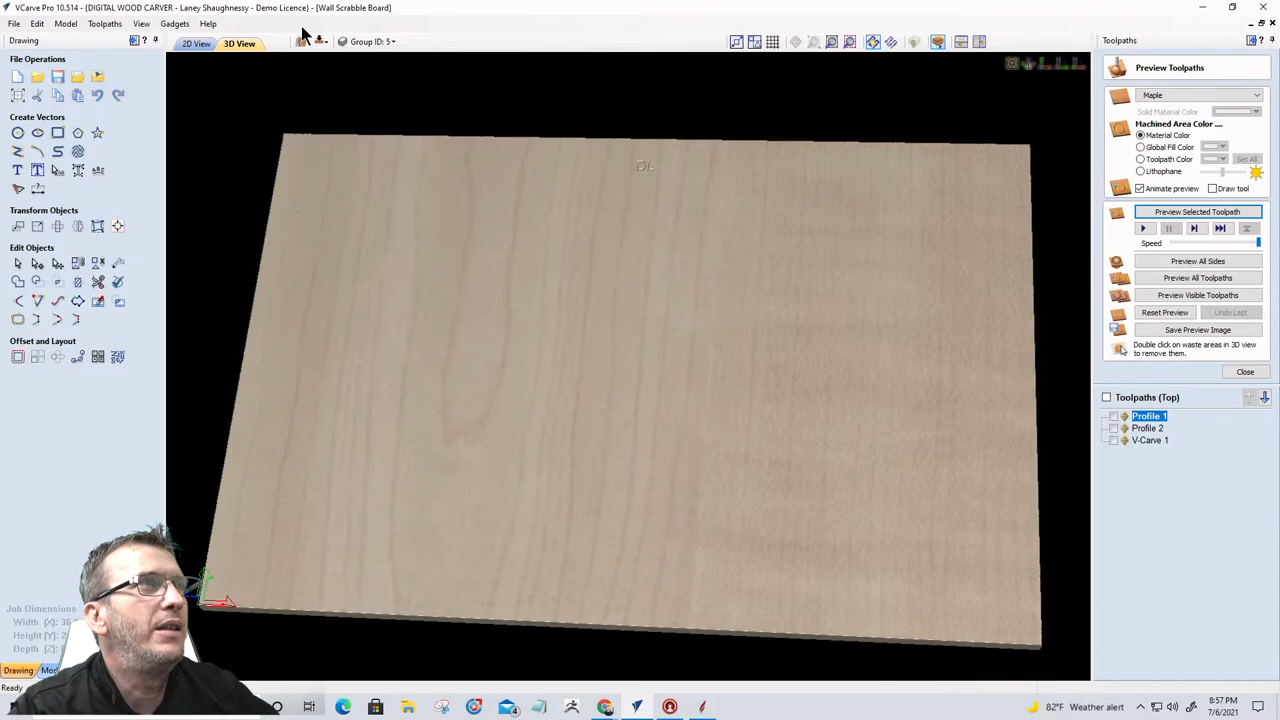 VCarve Pro 10.514 - {DIGITAL WOOD CARVER - Laney Shaughnessy - Demo Licence} - [Wall Scrabble Board]
File Edit Model Toolpaths View Gadgets Help
Drawing
2D View 3D View Group ID: 5
Toolpaths
File Operations
Create Vectors
Transform Objects
Edit Objects
Offset and Layout
Job Dimensions
Width (X): 36
Height (Y): 2
Depth (Z):
Drawing
Ready
DL
Preview Toolpaths
Maple
Solid Material Color
Machined Area Color ....
Material Color
Global Fill Color
Toolpath Color Set All
Lithophane
Animate preview Draw tool
Preview Selected Toolpath
Speed
Preview All Sides
Preview All Toolpaths
Preview Visible Toolpaths
Reset Preview Undo Last
Save Preview Image
Double click on waste areas in 3D view
to remove them.
Close
Toolpaths (Top)
Profile 1
Profile 2
V-Carve 1
82°F Weather alert
8:57 PM
7/6/2021